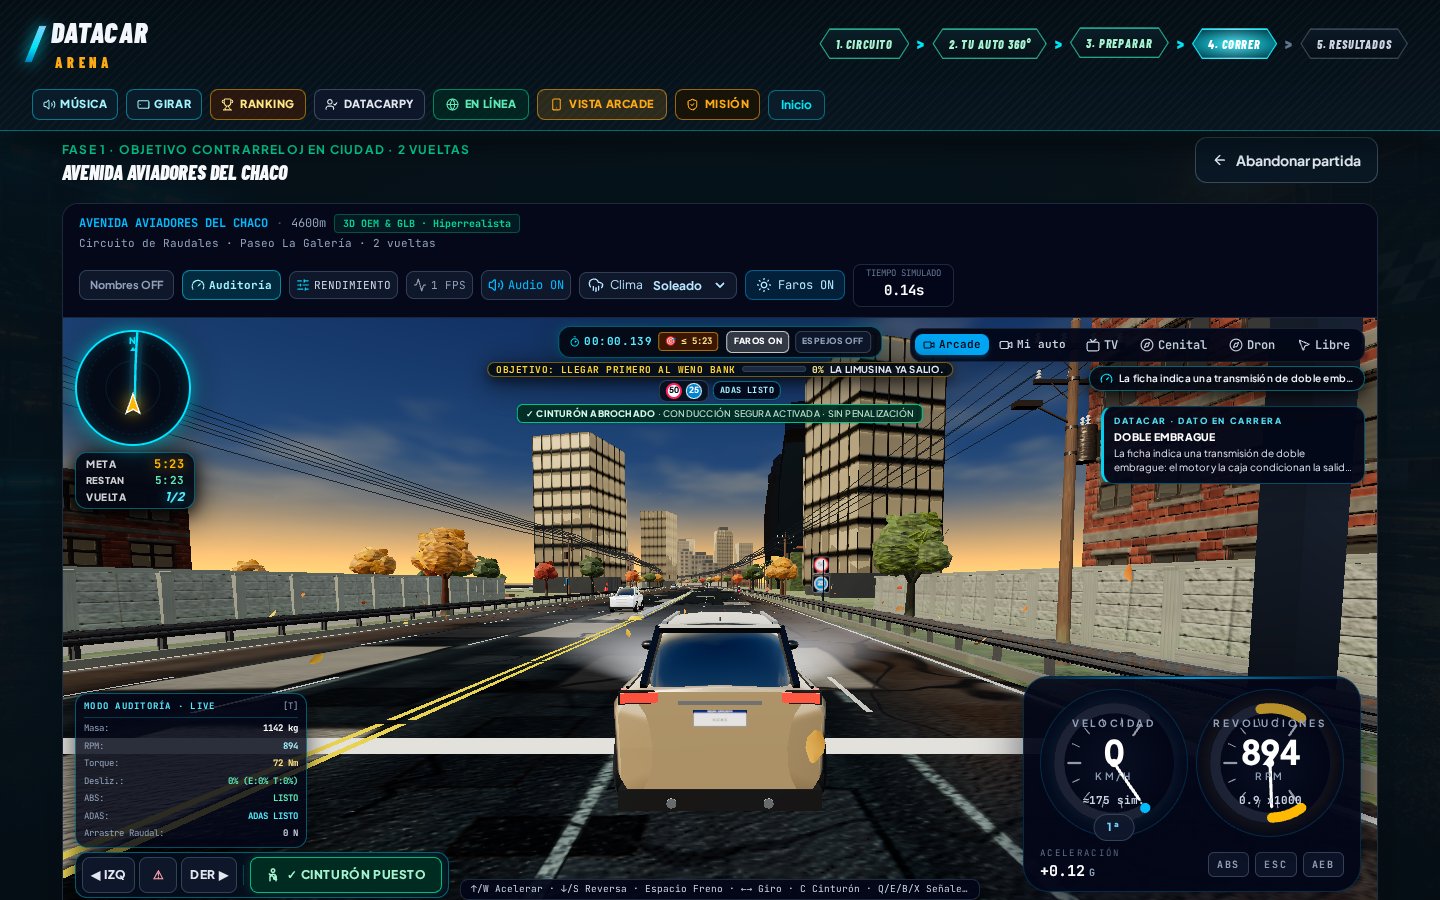 DATACAR
ARENA
1. CIRCUITO > 2. TU AUTO 360° > 3. PREPARAR > 4. CORRER > 5. RESULTADOS
MÚSICA GIRAR RANKING DATACARPY EN LÍNEA VISTA ARCADE MISIÓN Inicio
FASE 1 · OBJETIVO CONTRARRELOJ EN CIUDAD · 2 VUELTAS
AVENIDA AVIADORES DEL CHACO
← Abandonar partida
AVENIDA AVIADORES DEL CHACO · 4600m 3D OEM & GLB · Hiperrealista
Circuito de Raudales · Paseo La Galería · 2 vueltas
Nombres OFF Auditoría RENDIMIENTO 1 FPS Audio ON Clima Soleado Faros ON
TIEMPO SIMULADO
0.14s
N
00:00.139 ≤ 5:23 FAROS ON ESPEJOS OFF
Arcade Mi auto TV Cenital Dron Libre
OBJETIVO: LLEGAR PRIMERO AL WENO BANK 0% LA LIMUSINA YA SALIO.
50 25 ADAS LISTO
✓ CINTURÓN ABROCHADO · CONDUCCIÓN SEGURA ACTIVADA · SIN PENALIZACIÓN
La ficha indica una transmisión de doble emb…
DATACAR · DATO EN CARRERA
DOBLE EMBRAGUE
La ficha indica una transmisión de doble
embrague: el motor y la caja condicionan la salid…
META 5:23
RESTAN 5:23
VUELTA 1/2
MODO AUDITORÍA · LIVE [T]
Masa: 1142 kg
RPM: 894
Torque: 72 Nm
Desliz.: 0% (E:0% T:0%)
ABS: LISTO
ADAS: ADAS LISTO
Arrastre Raudal: 0 N
◀ IZQ ⚠ DER ▶ ✓ CINTURÓN PUESTO
↑/W Acelerar · ↓/S Reversa · Espacio Freno · ←→ Giro · C Cinturón · Q/E/B/X Señale…
VELOCIDAD
0
KM/H
≈175 sim.
1ª
REVOLUCIONES
894
RPM
0.9 x1000
ACELERACIÓN
+0.12 G
ABS ESC AEB